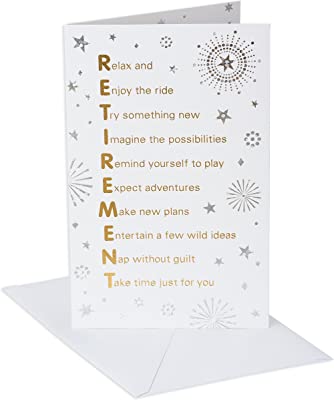 Relax and
Enjoy the ride
Try something new
Imagine the possibilities
Remind yourself to play
Expect adventures
Make new plans
Entertain a few wild ideas
Nap without guilt
Take time just for you